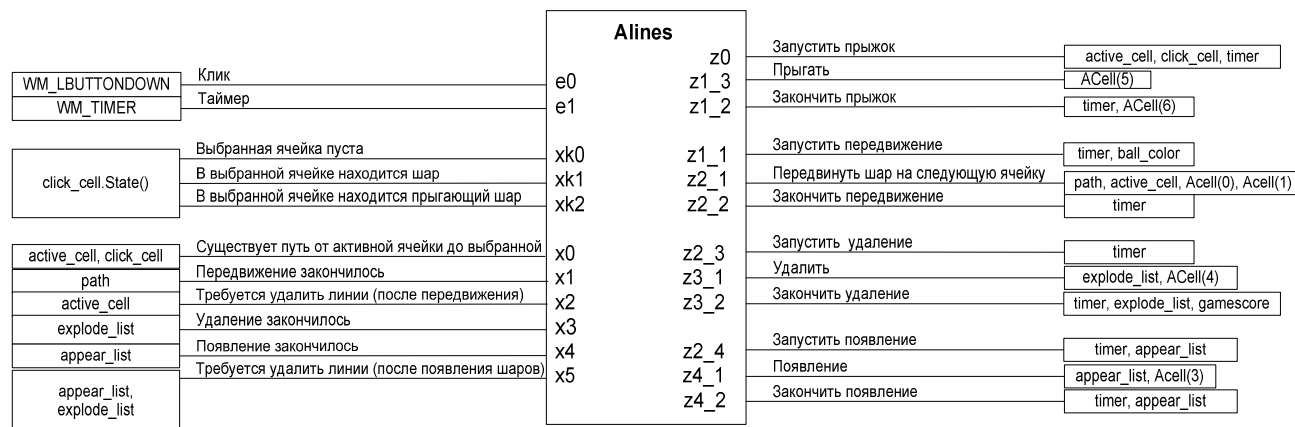 Alines
WM_LBUTTONDOWN
Клик
e0
WM_TIMER
Таймер
e1
click_cell.State()
Выбранная ячейка пуста
xk0
В выбранной ячейке находится шар
xk1
В выбранной ячейке находится прыгающий шар
xk2
active_cell, click_cell
Существует путь от активной ячейки до выбранной
x0
path
Передвижение закончилось
x1
active_cell
Требуется удалить линии (после передвижения)
x2
explode_list
Удаление закончилось
x3
appear_list
Появление закончилось
x4
appear_list,
explode_list
Требуется удалить линии (после появления шаров)
x5
z0
Запустить прыжок
active_cell, click_cell, timer
z1_3
Прыгать
ACell(5)
z1_2
Закончить прыжок
timer, ACell(6)
z1_1
Запустить передвижение
timer, ball_color
z2_1
Передвинуть шар на следующую ячейку
path, active_cell, Acell(0), Acell(1)
z2_2
Закончить передвижение
timer
z2_3
Запустить удаление
timer
z3_1
Удалить
explode_list, ACell(4)
z3_2
Закончить удаление
timer, explode_list, gamescore
z2_4
Запустить появление
timer, appear_list
z4_1
Появление
appear_list, Acell(3)
z4_2
Закончить появление
timer, appear_list